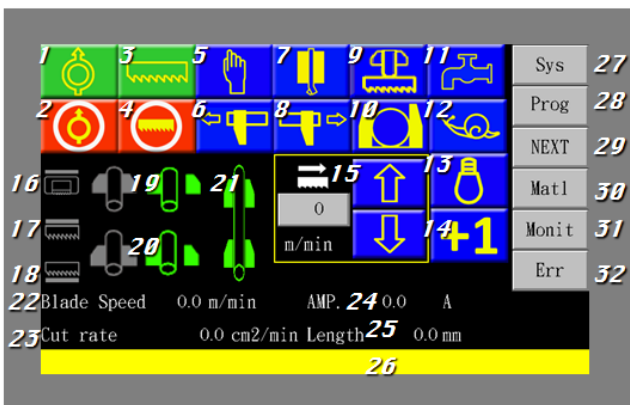 1 3 5 7 9 11
Sys 27
Prog 28
2 4 6 8 10 12
NEXT 29
16 19 21 15 13
Matl 30
0
17 20 m/min 14 +1
Monit 31
18
Err 32
22 Blade Speed 0.0 m/min AMP. 24 0.0 A
23 Cut rate 0.0 cm2/min Length 25 0.0 mm
26